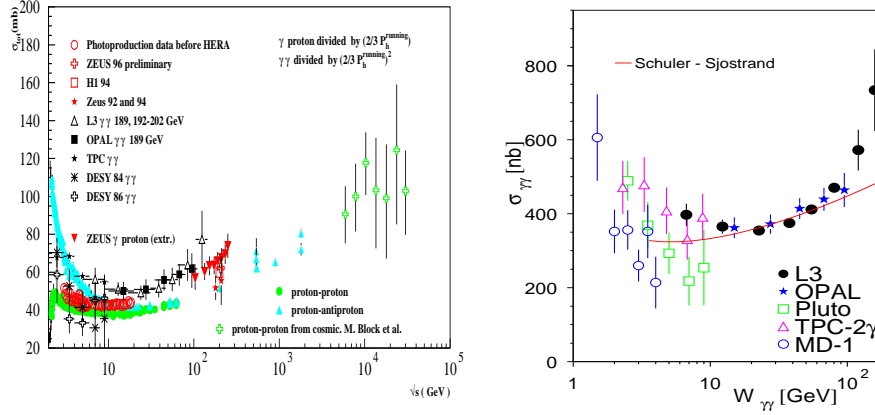 σtot(mb)
200
180
160
140
120
100
80
60
40
20
Photoproduction data before HERA
ZEUS 96 preliminary
H1 94
Zeus 92 and 94
L3 γγ 189, 192-202 GeV
OPAL γγ 189 GeV
TPC γγ
DESY 84 γγ
DESY 86 γγ
ZEUS γ proton (extr.)
γ proton divided by (2/3 P_h^running)
γγ divided by (2/3 P_h^running)^2
proton-proton
proton-antiproton
proton-proton from cosmic. M. Block et al.
10 10^2 10^3 10^4 10^5
√s ( GeV )
σγγ [nb]
800
600
400
200
0
Schuler - Sjostrand
L3
OPAL
Pluto
TPC-2γ
MD-1
1 10 10^2
W γγ [GeV]